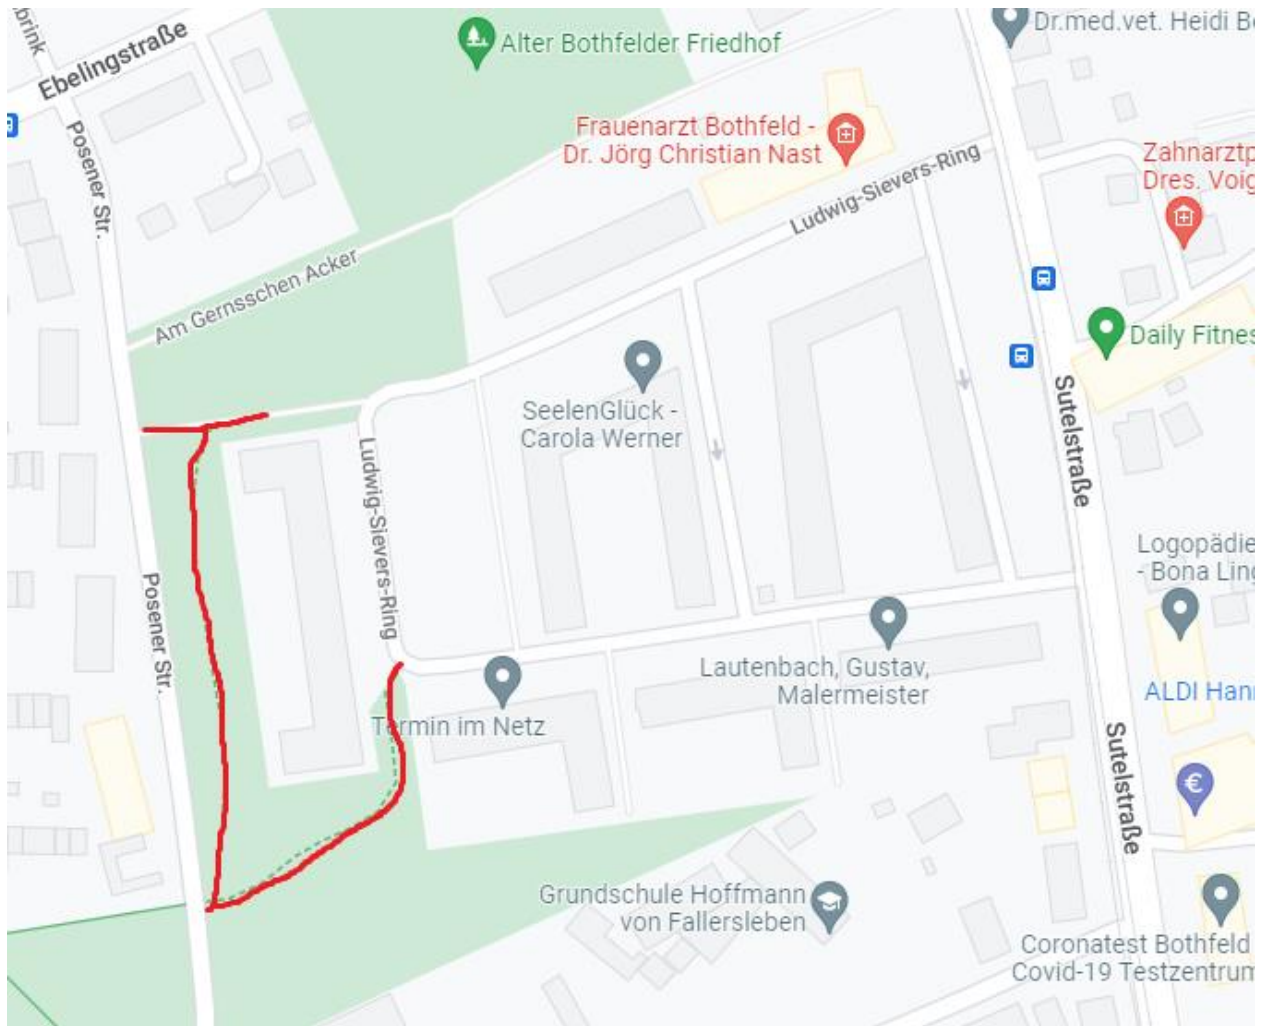 brink
Ebelingstraße
Alter Bothfelder Friedhof
Dr.med.vet. Heidi
Posener Str.
Frauenarzt Bothfeld -
Dr. Jörg Christian Nast
Ludwig-Sievers-Ring
Zahnarztp
Dres. Voig
Am Gernsschen Acker
Daily Fitnes
SeelenGlück -
Carola Werner
Sutelstraße
Ludwig-Sievers-Ring
Logopädie
- Bona Ling
Posener Str.
Lautenbach, Gustav,
Malermeister
ALDI Han
Termin im Netz
Sutelstraße
€
Grundschule Hoffmann
von Fallersleben
Coronatest Bothfeld
Covid-19 Testzentrum